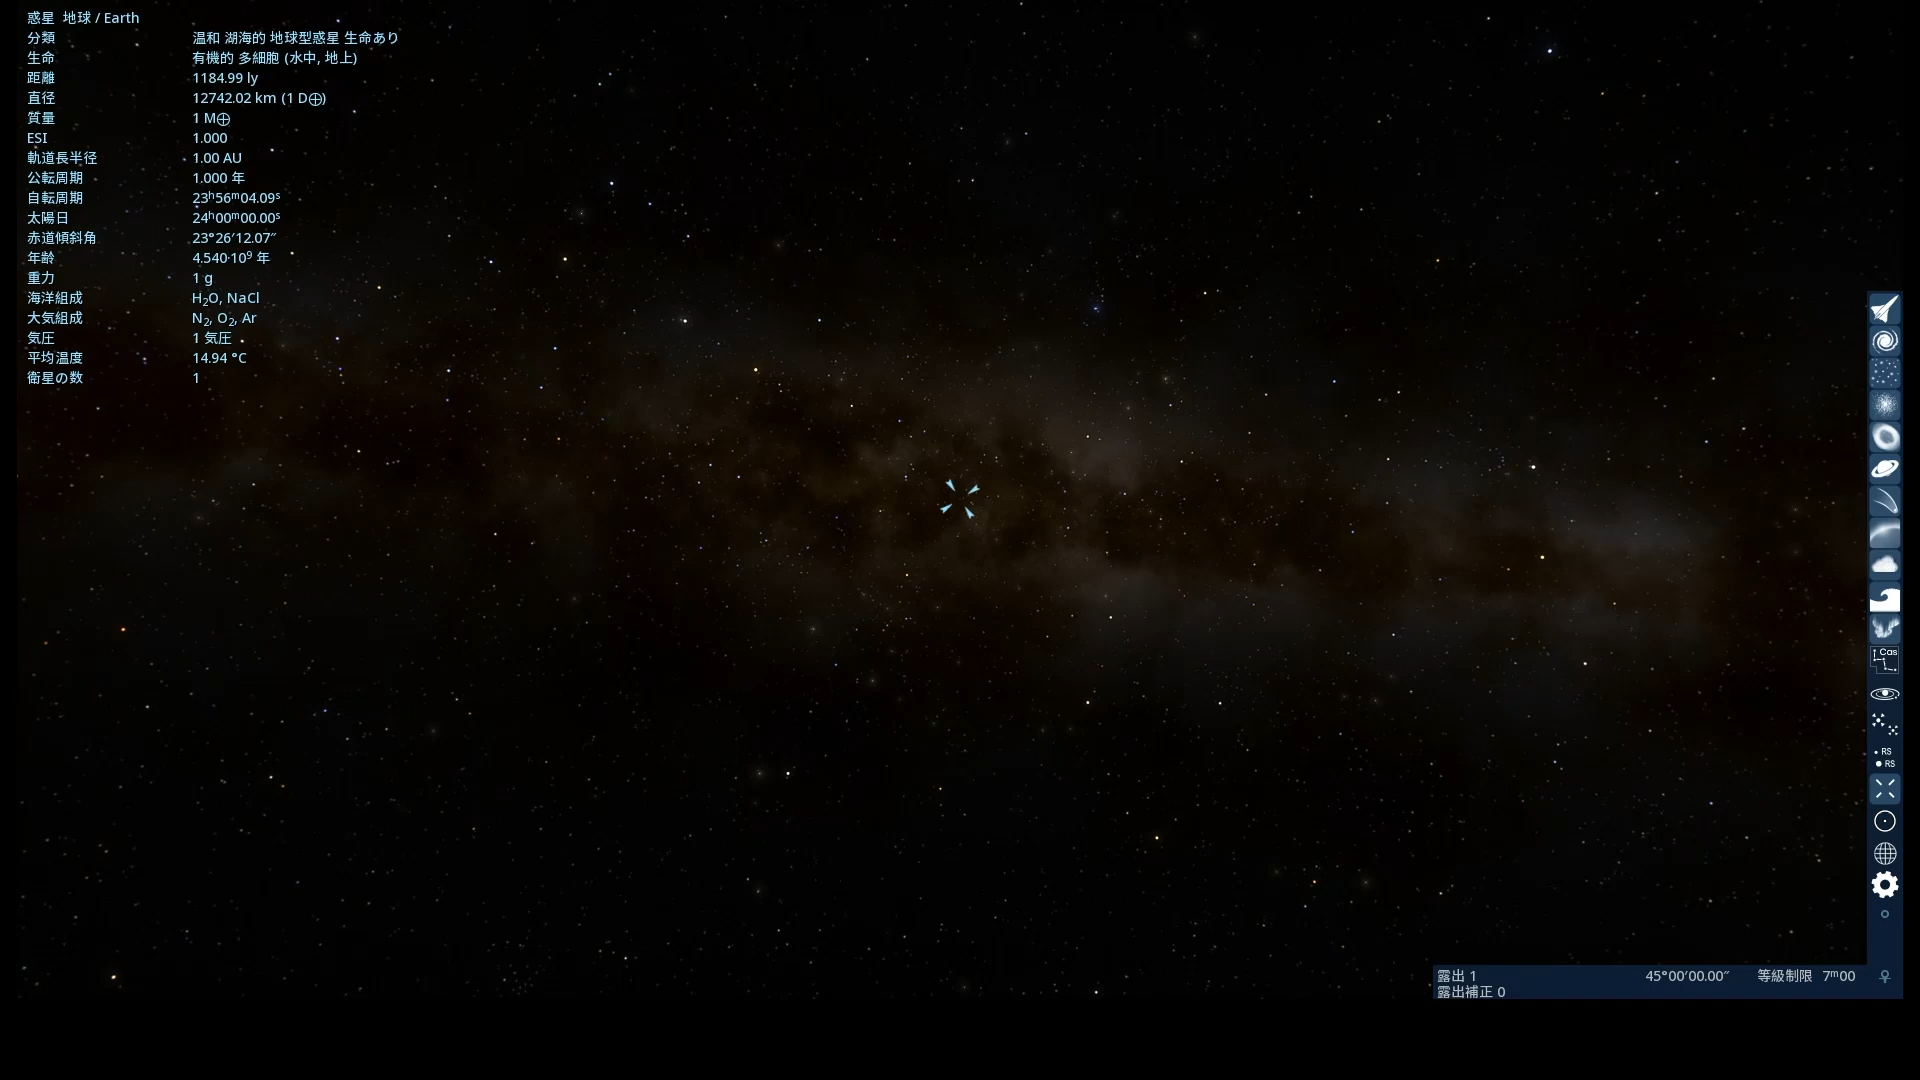 惑星 地球 / Earth
分類 温和 湖海的 地球型惑星 生命あり
生命 有機的 多細胞 (水中, 地上)
距離 1184.99 ly
直径 12742.02 km (1 D⨁)
質量 1 M⨁
ESI 1.000
軌道長半径 1.00 AU
公転周期 1.000 年
自転周期 23ʰ56ᵐ04.09ˢ
太陽日 24ʰ00ᵐ00.00ˢ
赤道傾斜角 23°26′12.07″
年齢 4.540·10⁹ 年
重力 1 g
海洋組成 H₂O, NaCl
大気組成 N₂, O₂, Ar
気圧 1 気圧
平均温度 14.94 °C
衛星の数 1
Cas
RS
RS
露出 1 45°00′00.00″ 等級制限 7ᵐ00
露出補正 0